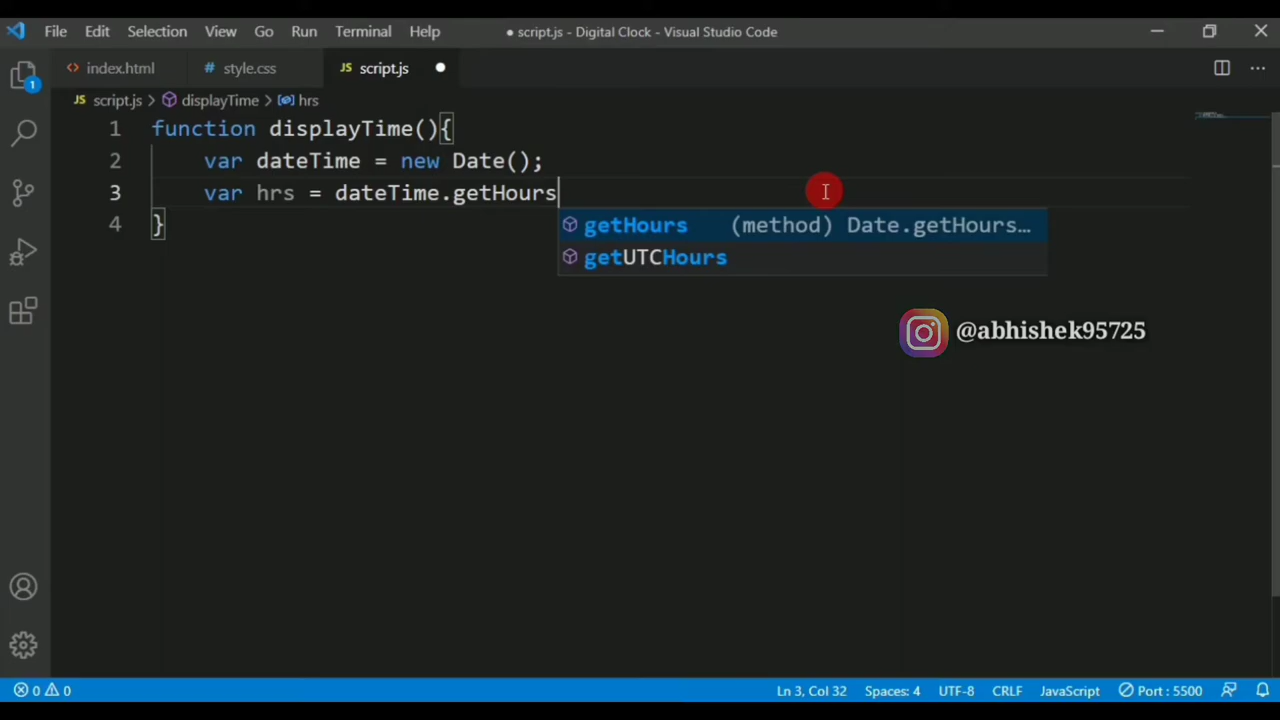 File Edit Selection View Go Run Terminal Help
● script.js - Digital Clock - Visual Studio Code
index.html
style.css
JS script.js
1
JS script.js > displayTime > hrs
1 function displayTime(){
2 var dateTime = new Date();
3 var hrs = dateTime.getHours
4 }
getHours (method) Date.getHours…
getUTCHours
@abhishek95725
0 0 Ln 3, Col 32 Spaces: 4 UTF-8 CRLF JavaScript Port : 5500